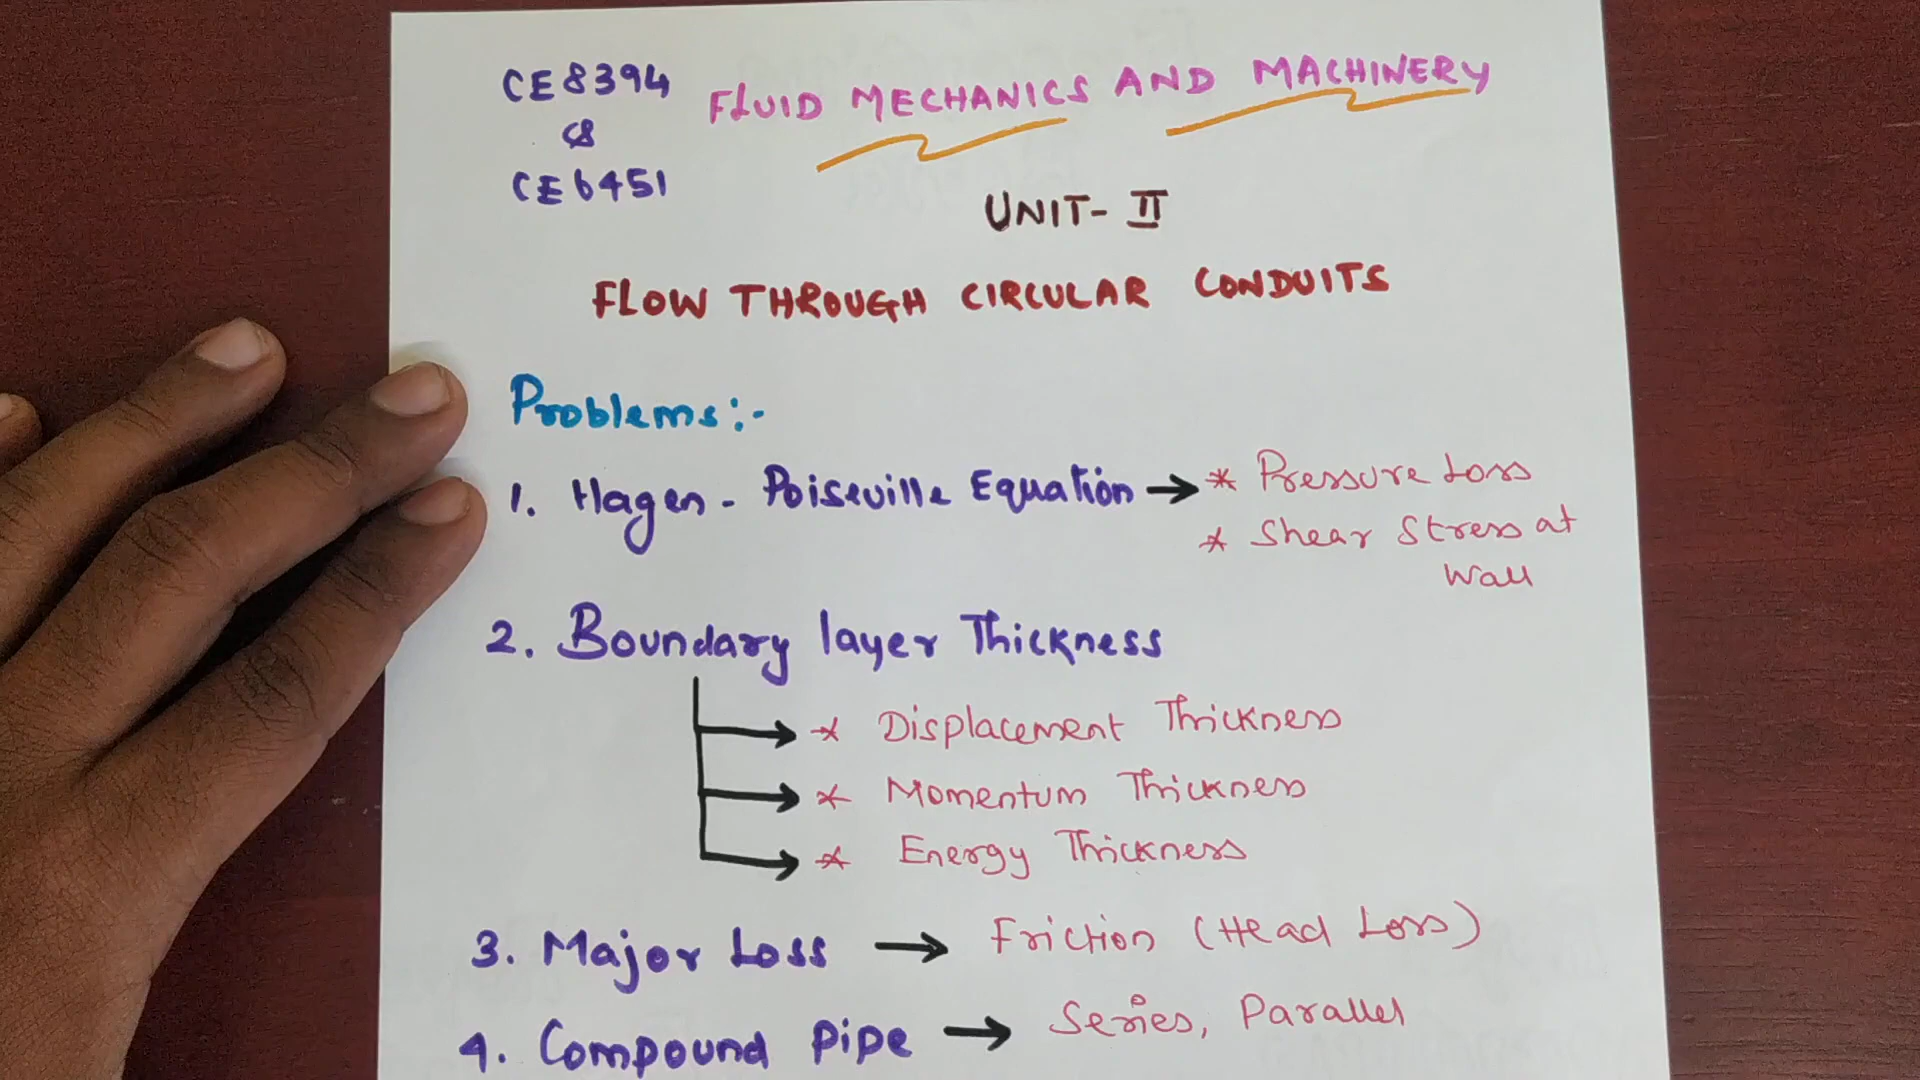 CE8394
&
CE6451
FLUID MECHANICS AND MACHINERY
UNIT- II
FLOW THROUGH CIRCULAR CONDUITS
Problems:-
1. Hagen - Poiseuille Equation → * Pressure Loss
* Shear Stress at
Wall
2. Boundary layer Thickness
* Displacement Thickness
* Momentum Thickness
* Energy Thickness
3. Major Loss → Friction (Head Loss)
4. Compound Pipe → Series, Parallel